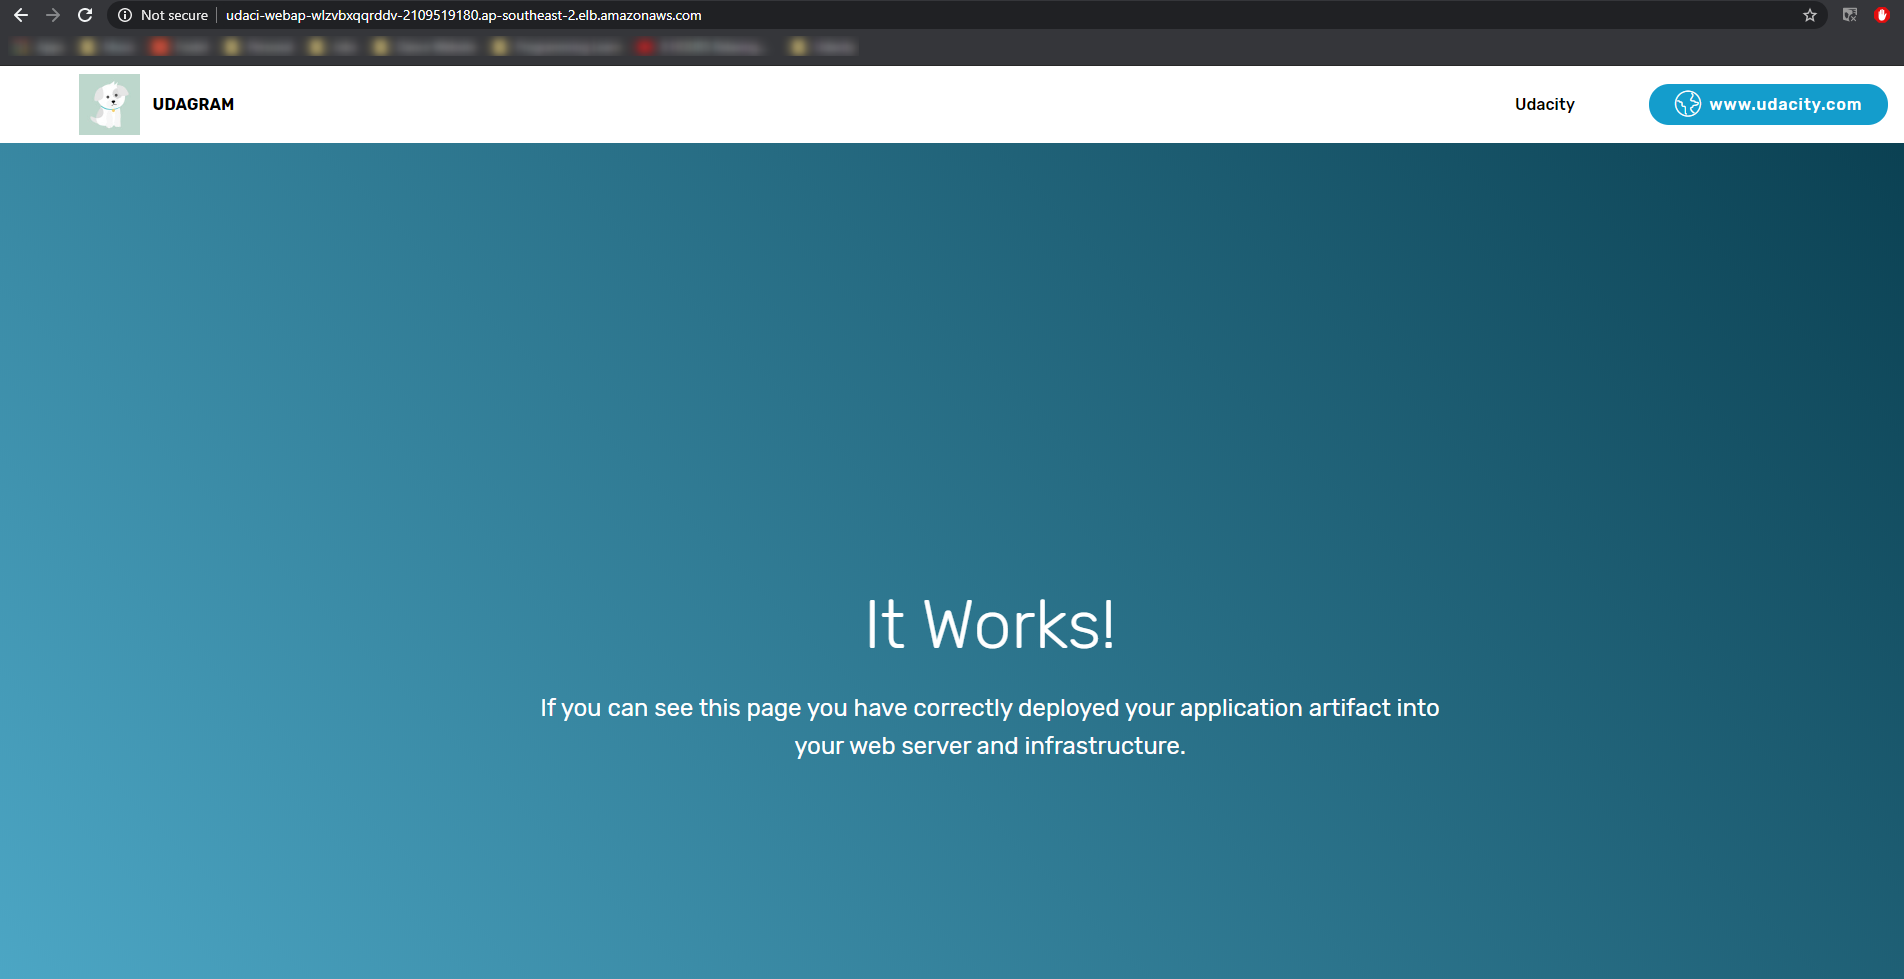 Not secure
udaci-webap-wlzvbxqqrddv-2109519180.ap-southeast-2.elb.amazonaws.com
UDAGRAM
Udacity
www.udacity.com
It Works!
If you can see this page you have correctly deployed your application artifact into
your web server and infrastructure.